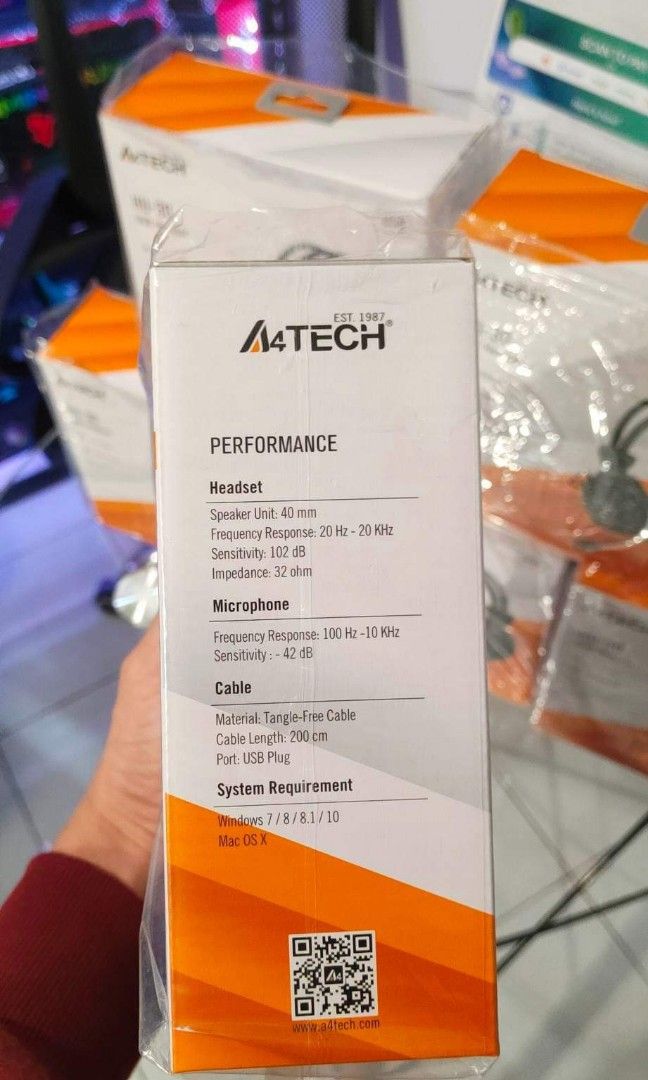 A4TECH
EST. 1987
A4TECH®
PERFORMANCE
Headset
Speaker Unit: 40 mm
Frequency Response: 20 Hz - 20 KHz
Sensitivity: 102 dB
Impedance: 32 ohm
Microphone
Frequency Response: 100 Hz -10 KHz
Sensitivity : - 42 dB
Cable
Material: Tangle-Free Cable
Cable Length: 200 cm
Port: USB Plug
System Requirement
Windows 7 / 8 / 8.1 / 10
Mac OS X
A4
www.a4tech.com